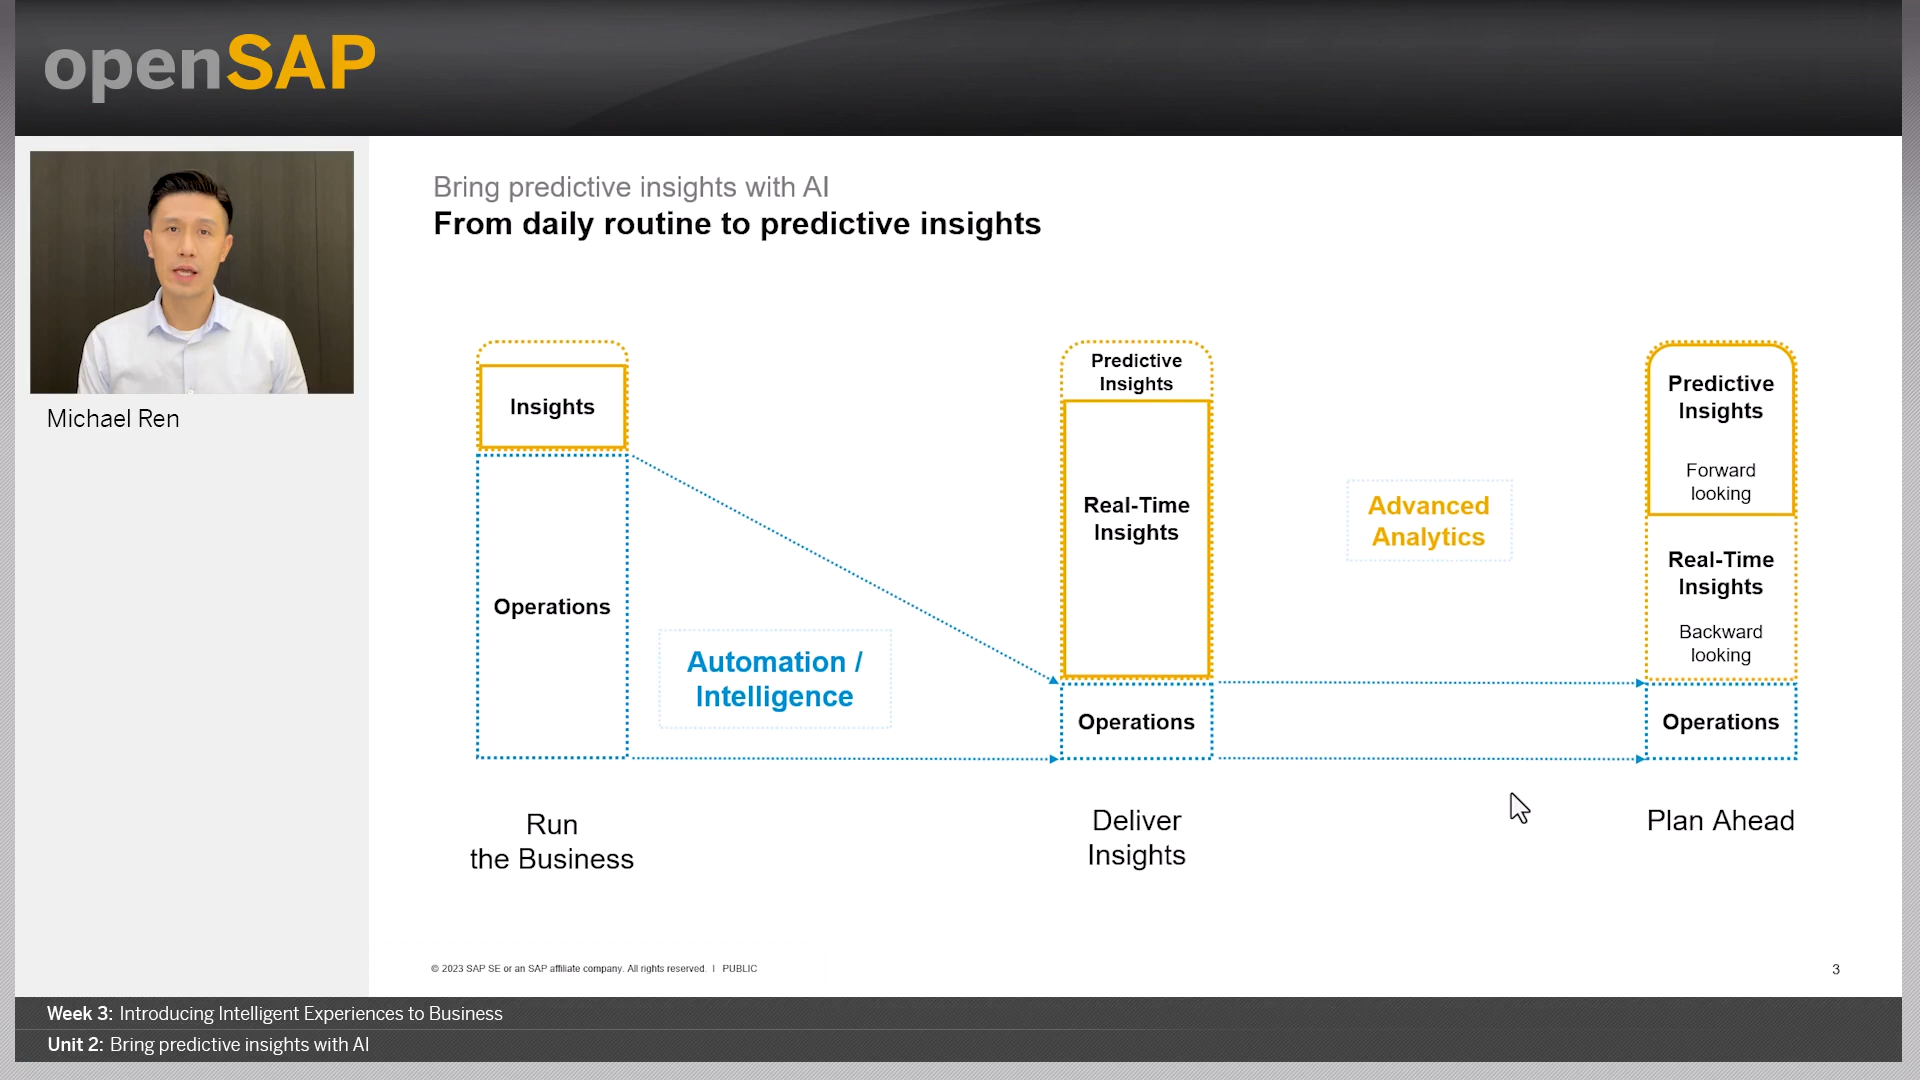 openSAP
Michael Ren
Bring predictive insights with AI
From daily routine to predictive insights
Insights
Operations
Run
the Business
Automation /
Intelligence
Predictive
Insights
Real-Time
Insights
Operations
Deliver
Insights
Advanced
Analytics
Predictive
Insights
Forward
looking
Real-Time
Insights
Backward
looking
Operations
Plan Ahead
© 2023 SAP SE or an SAP affiliate company. All rights reserved. | PUBLIC
3
Week 3: Introducing Intelligent Experiences to Business
Unit 2: Bring predictive insights with AI